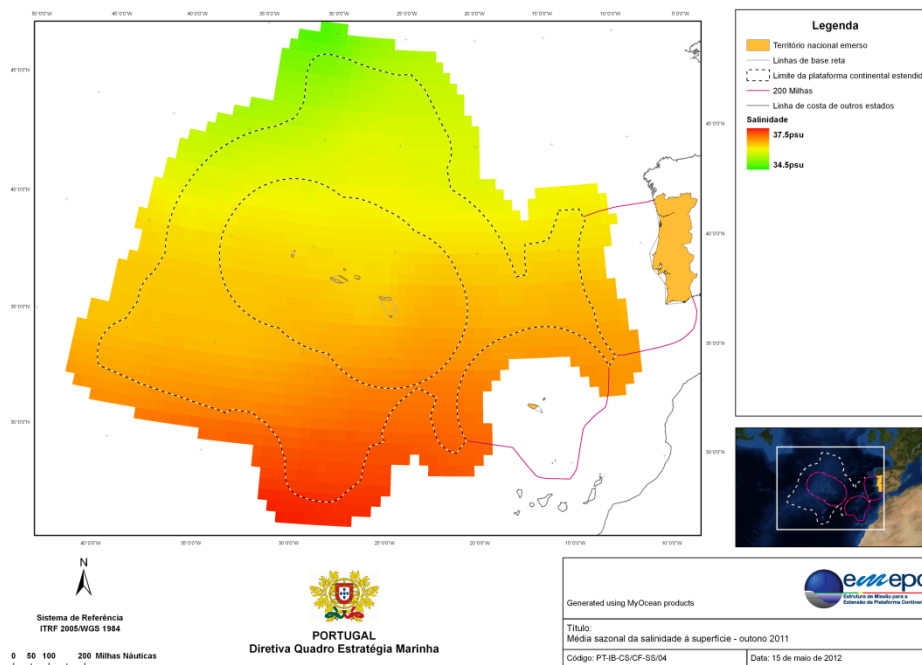 50°0'0"W 40°0'0"W 30°0'0"W 25°0'0"W 20°0'0"W 15°0'0"W 10°0'0"W 5°0'0"W
45°0'0"N
40°0'0"N
35°0'0"N
30°0'0"N
45°0'0"N
40°0'0"N
35°0'0"N
30°0'0"N
40°0'0"W 35°0'0"W 30°0'0"W 25°0'0"W 20°0'0"W 15°0'0"W 10°0'0"W
Legenda
Território nacional emerso
Linhas de base reta
Limite da plataforma continental estendid
200 Milhas
Linha de costa de outros estados
Salinidade
37.5psu
34.5psu
N
Sistema de Referência
ITRF 2005/WGS 1984
0 50 100 200 Milhas Náuticas
PORTUGAL
Diretiva Quadro Estratégia Marinha
Generated using MyOcean products
emepc
Estrutura de Missão para a
Extensão da Plataforma Continent
Título:
Média sazonal da salinidade à superfície - outono 2011
Código: PT-IB-CS/CF-SS/04
Data: 15 de maio de 2012